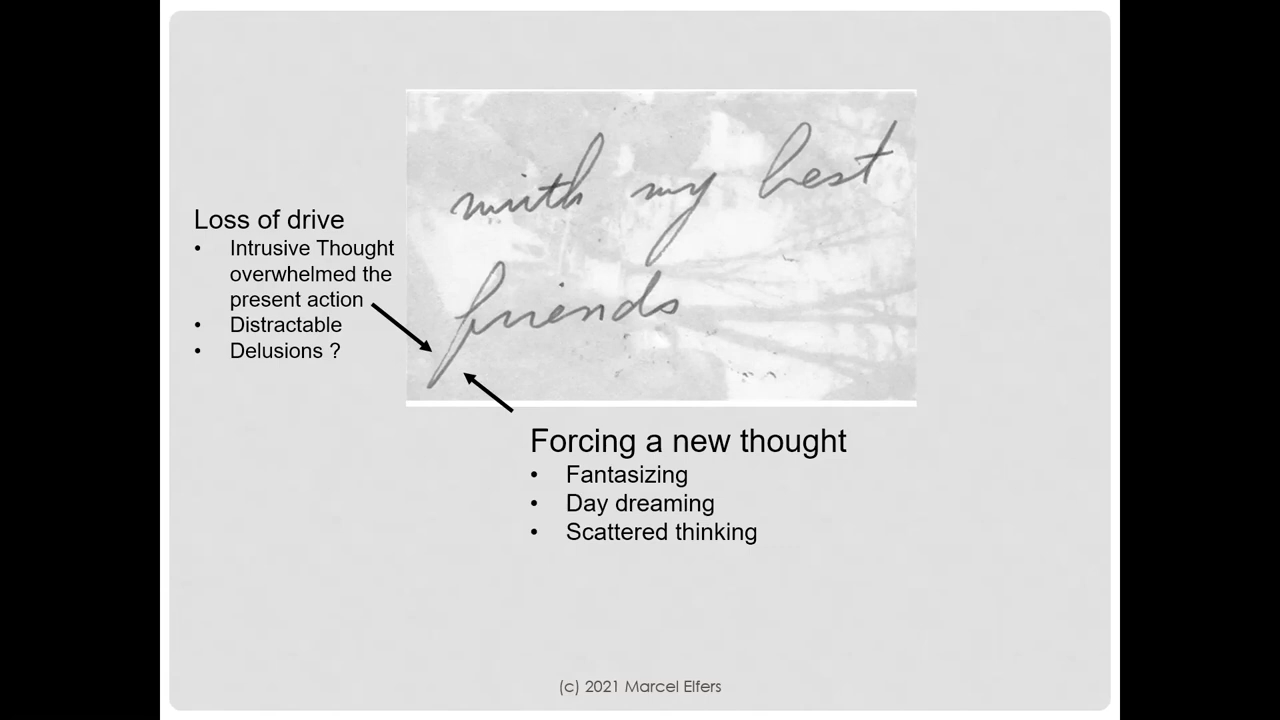 with my best
friends
Loss of drive
• Intrusive Thought
overwhelmed the
present action
• Distractable
• Delusions ?
Forcing a new thought
• Fantasizing
• Day dreaming
• Scattered thinking
(c) 2021 Marcel Elfers